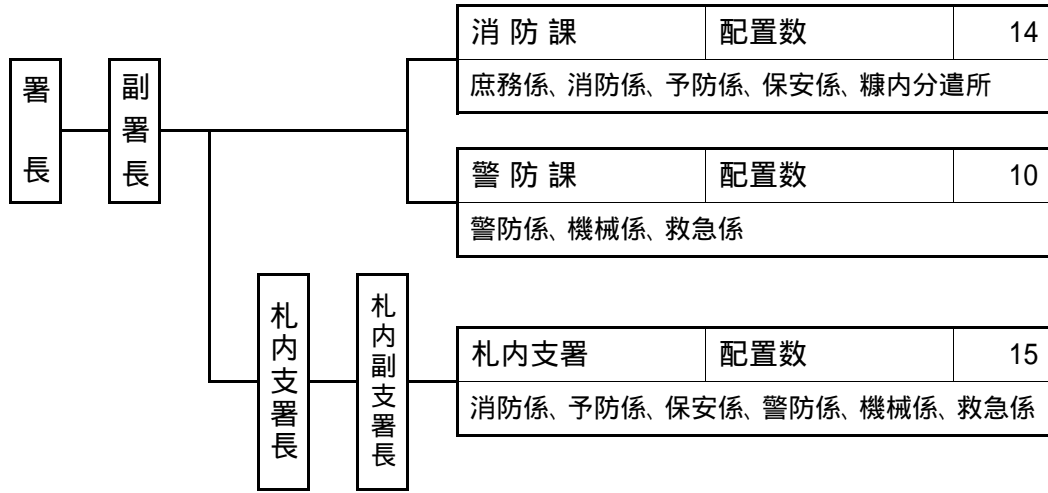 署長
副署長
消防課 配置数 14
庶務係、消防係、予防係、保安係、糠内分遣所
警防課 配置数 10
警防係、機械係、救急係
札内支署長
札内副支署長
札内支署 配置数 15
消防係、予防係、保安係、警防係、機械係、救急係